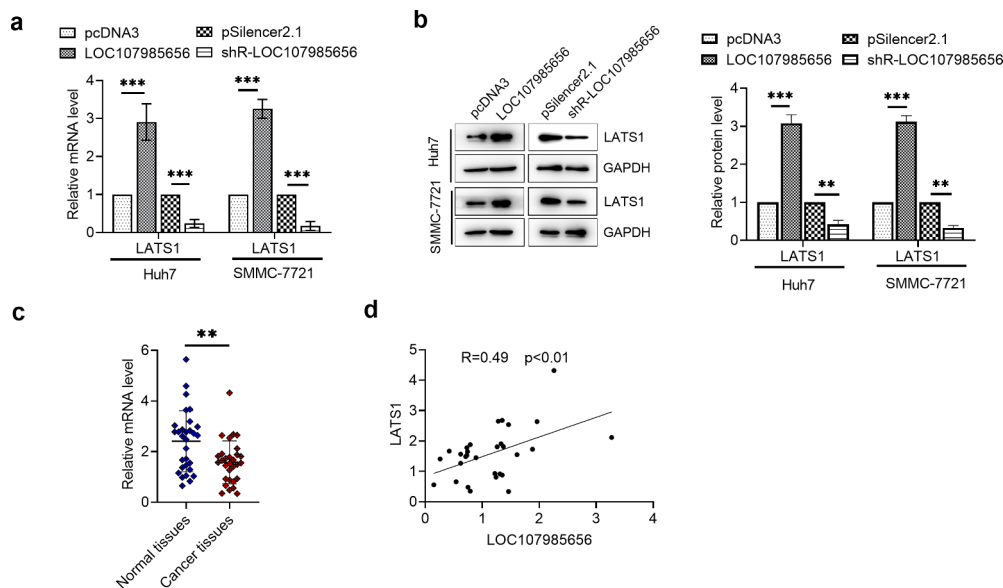 a
pcDNA3 pSilencer2.1
LOC107985656 shR-LOC107985656
Relative mRNA level
4
3
2
1
0
*** *** *** ***
LATS1 LATS1
Huh7 SMMC-7721
b
pcDNA3 LOC107985656 pSilencer2.1 shR-LOC107985656
Huh7
LATS1
GAPDH
SMMC-7721
LATS1
GAPDH
pcDNA3 pSilencer2.1
LOC107985656 shR-LOC107985656
Relative protein level
4
3
2
1
0
*** ** *** **
LATS1 LATS1
Huh7 SMMC-7721
c
**
Relative mRNA level
6
4
2
0
Normal tissues Cancer tissues
d
R=0.49 p<0.01
LATS1
5
4
3
2
1
0
0 1 2 3 4
LOC107985656